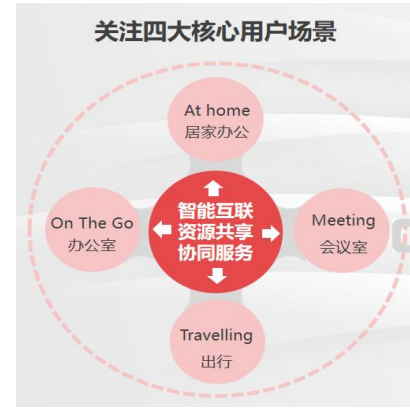 关注四大核心用户场景
At home
居家办公
On The Go
办公室
智能互联
资源共享
协同服务
Meeting
会议室
Travelling
出行